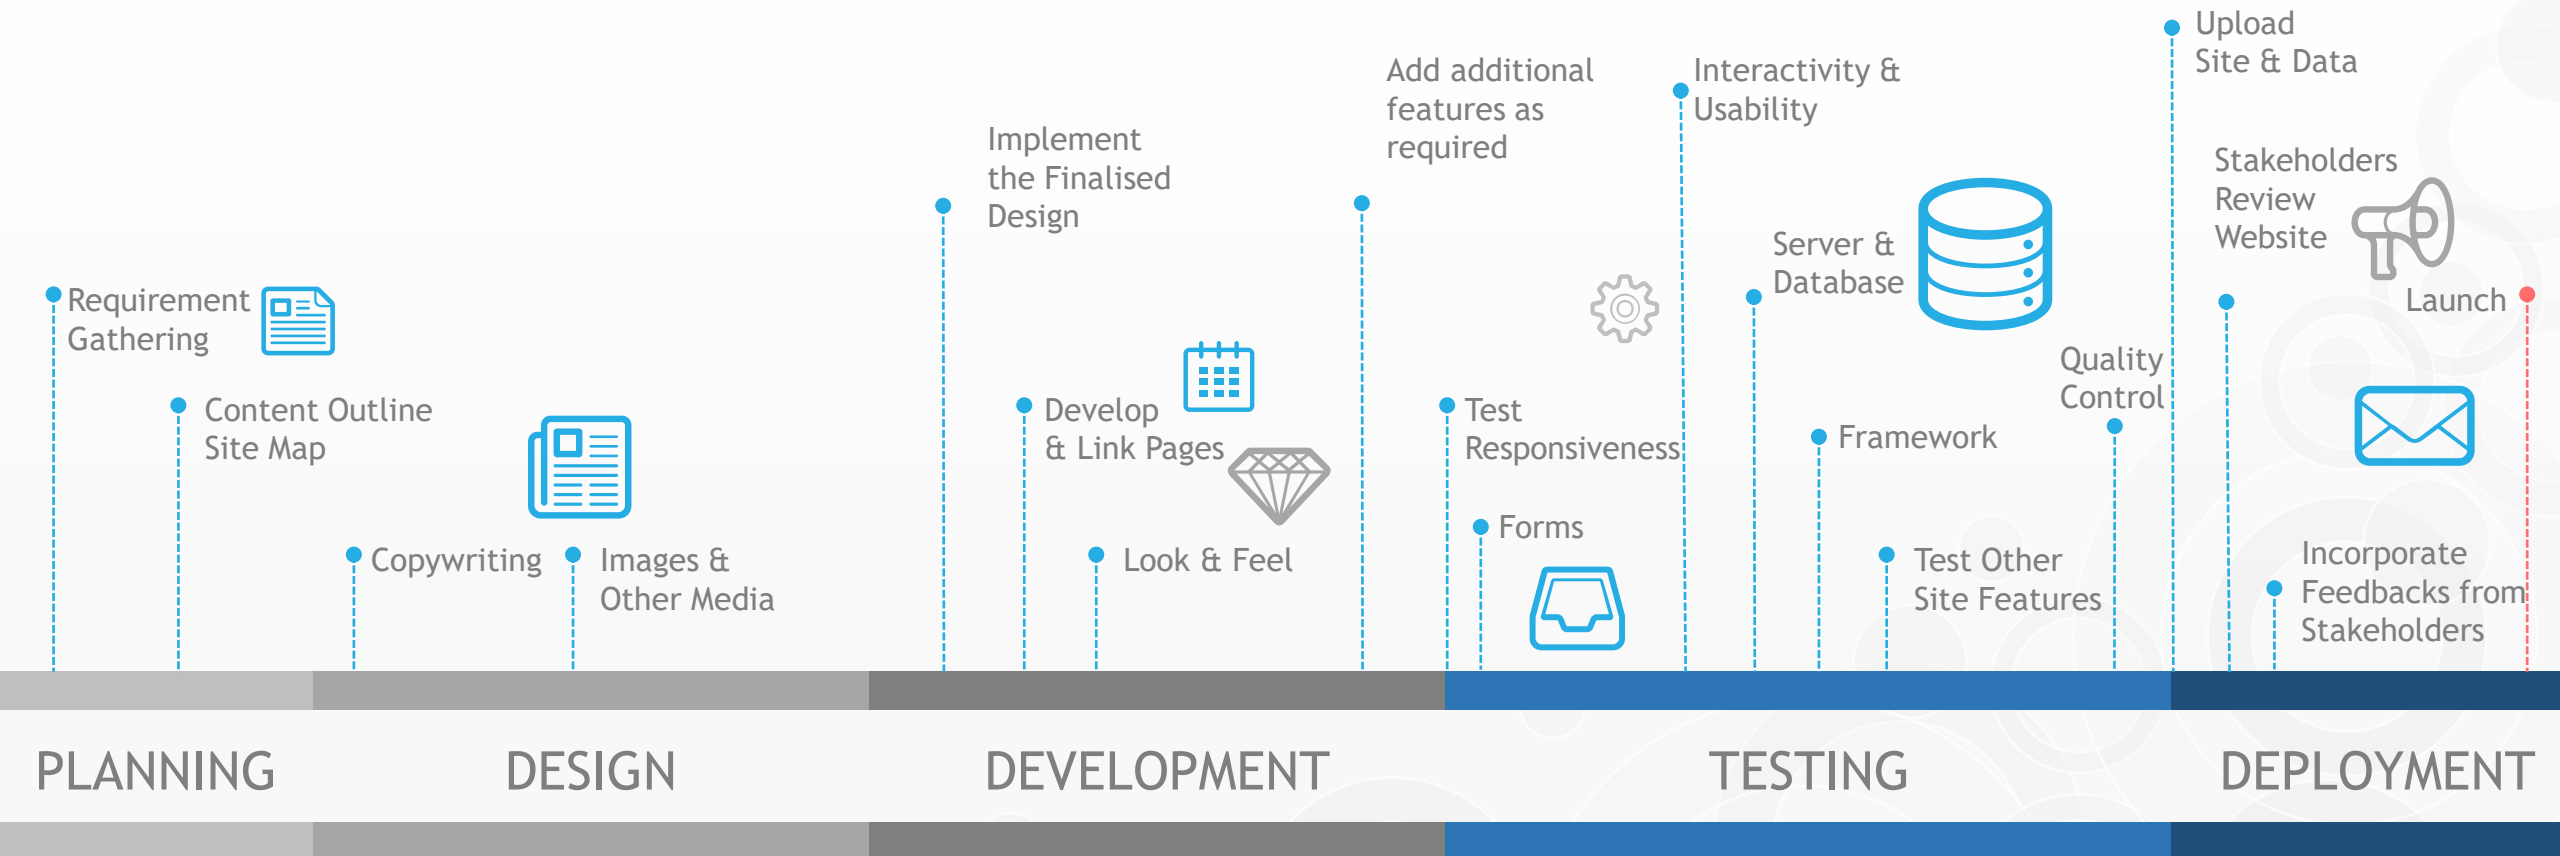 Requirement
Gathering
Content Outline
Site Map
Copywriting
Images &
Other Media
Implement
the Finalised
Design
Develop
& Link Pages
Look & Feel
Add additional
features as
required
Test
Responsiveness
Forms
Interactivity &
Usability
Server &
Database
Framework
Test Other
Site Features
Quality
Control
Upload
Site & Data
Stakeholders
Review
Website
Incorporate
Feedbacks from
Stakeholders
Launch
PLANNING
DESIGN
DEVELOPMENT
TESTING
DEPLOYMENT